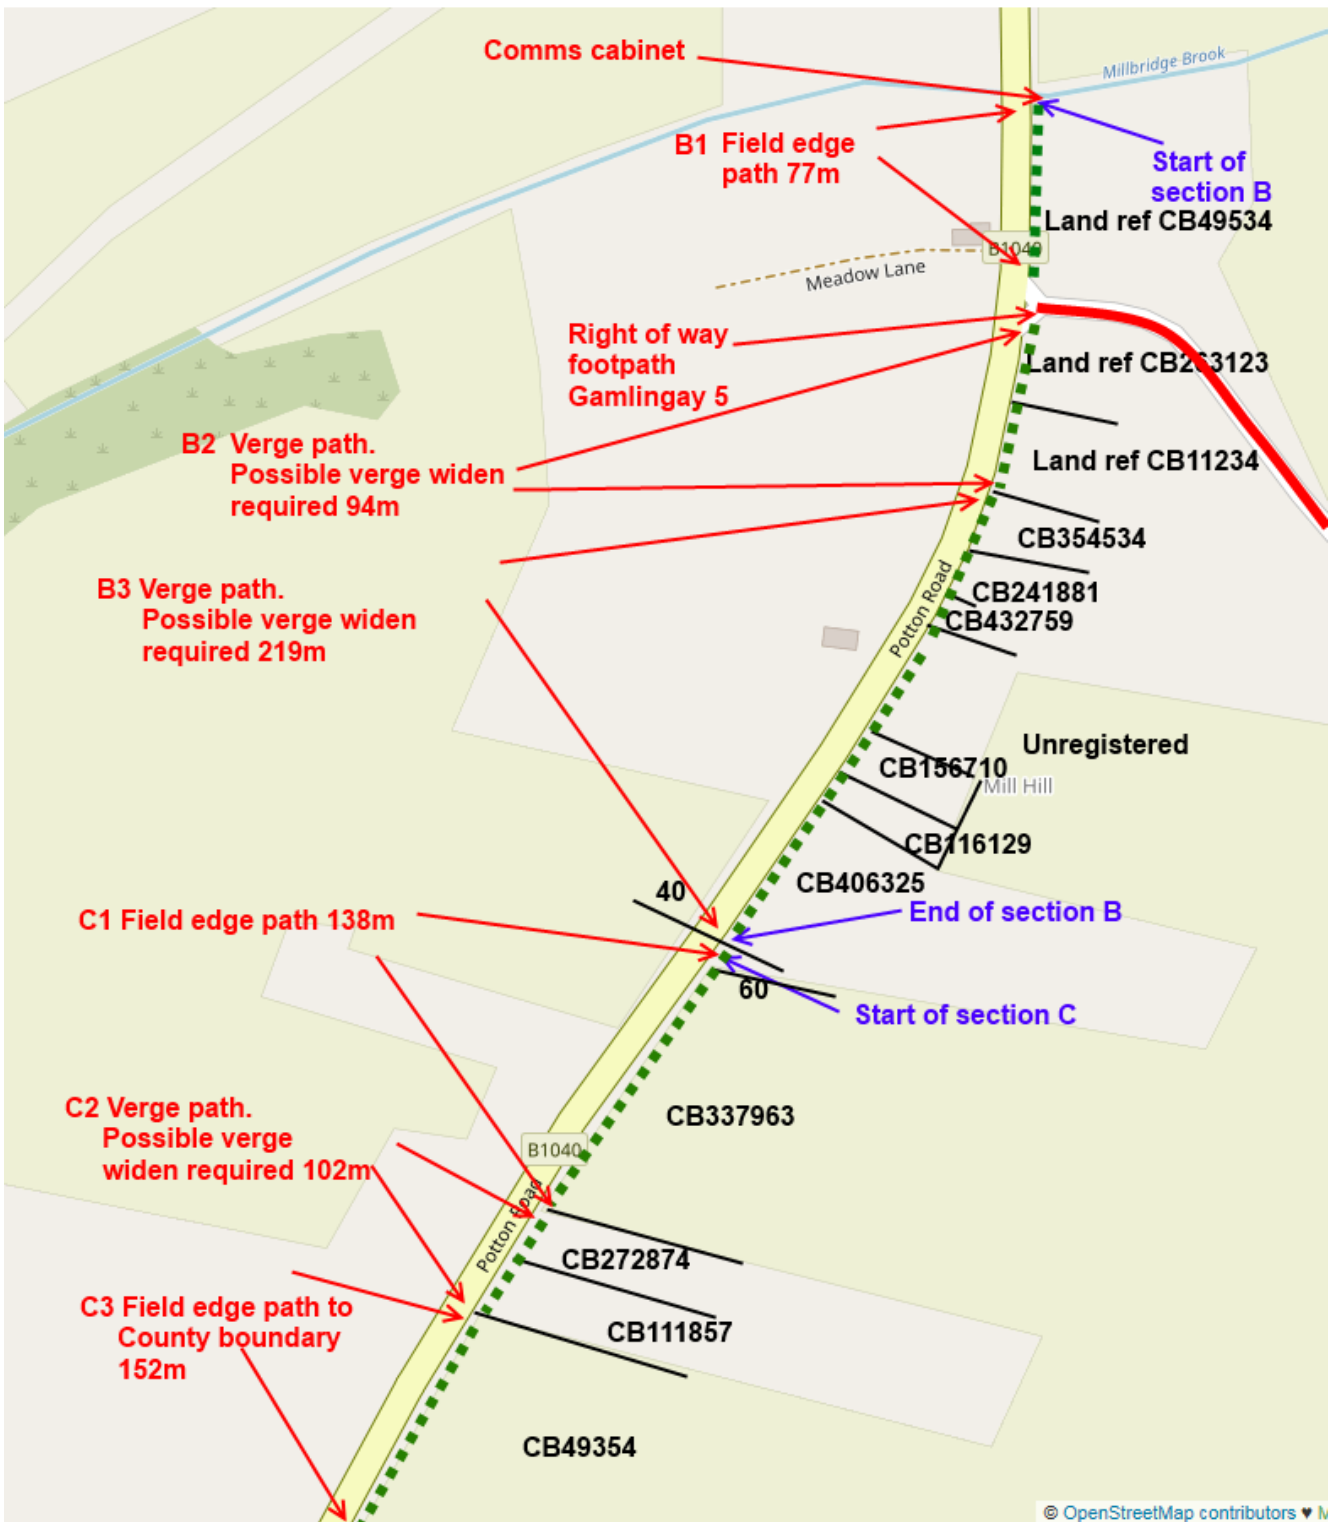 Comms cabinet
Millbridge Brook
B1 Field edge
path 77m
Start of
section B
Land ref CB49534
B1040
Meadow Lane
Right of way
footpath
Gamlingay 5
Land ref CB263123
B2 Verge path.
Possible verge widen
required 94m
Land ref CB11234
CB354534
B3 Verge path.
Possible verge widen
required 219m
CB241881
CB432759
Potton Road
Unregistered
CB156710
Mill Hill
CB116129
CB406325
40
C1 Field edge path 138m
End of section B
60
Start of section C
C2 Verge path.
Possible verge
widen required 102m
CB337963
B1040
Potton Road
CB272874
C3 Field edge path to
County boundary
152m
CB111857
CB49354
© OpenStreetMap contributors ♥ M